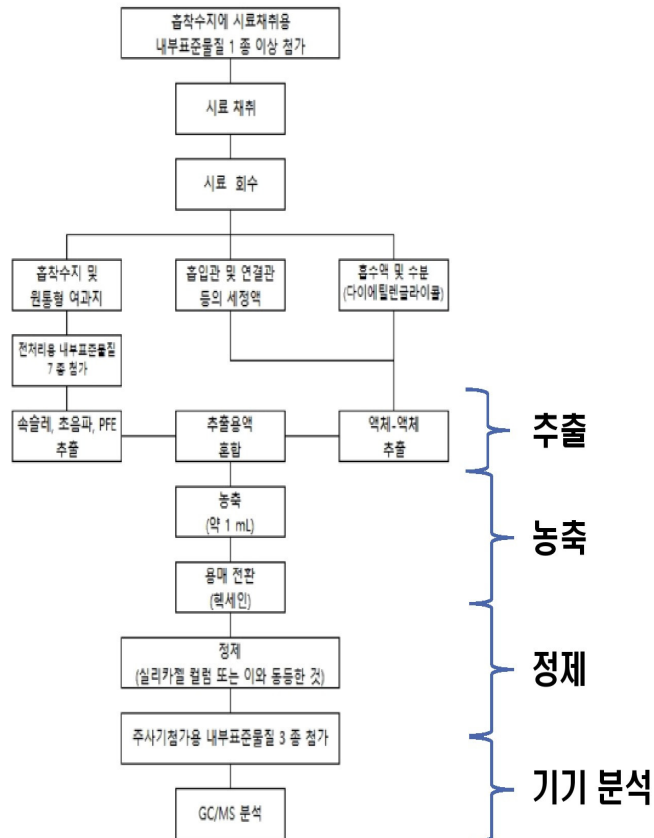 흡착수지에 시료채취용
내부표준물질 1 종 이상 첨가
시료 채취
시료 회수
흡착수지 및
원통형 여과지
흡입관 및 연결관
등의 세정액
흡수액 및 수분
(다이에틸렌글라이콜)
전처리용 내부표준물질
7 종 첨가
속슬레, 초음파, PFE
추출
추출용액
혼합
액체-액체
추출
추출
농축
(약 1 mL)
농축
용매 전환
(헥세인)
정제
(실리카젤 컬럼 또는 이와 동등한 것)
정제
주사기첨가용 내부표준물질 3 종 첨가
기기 분석
GC/MS 분석